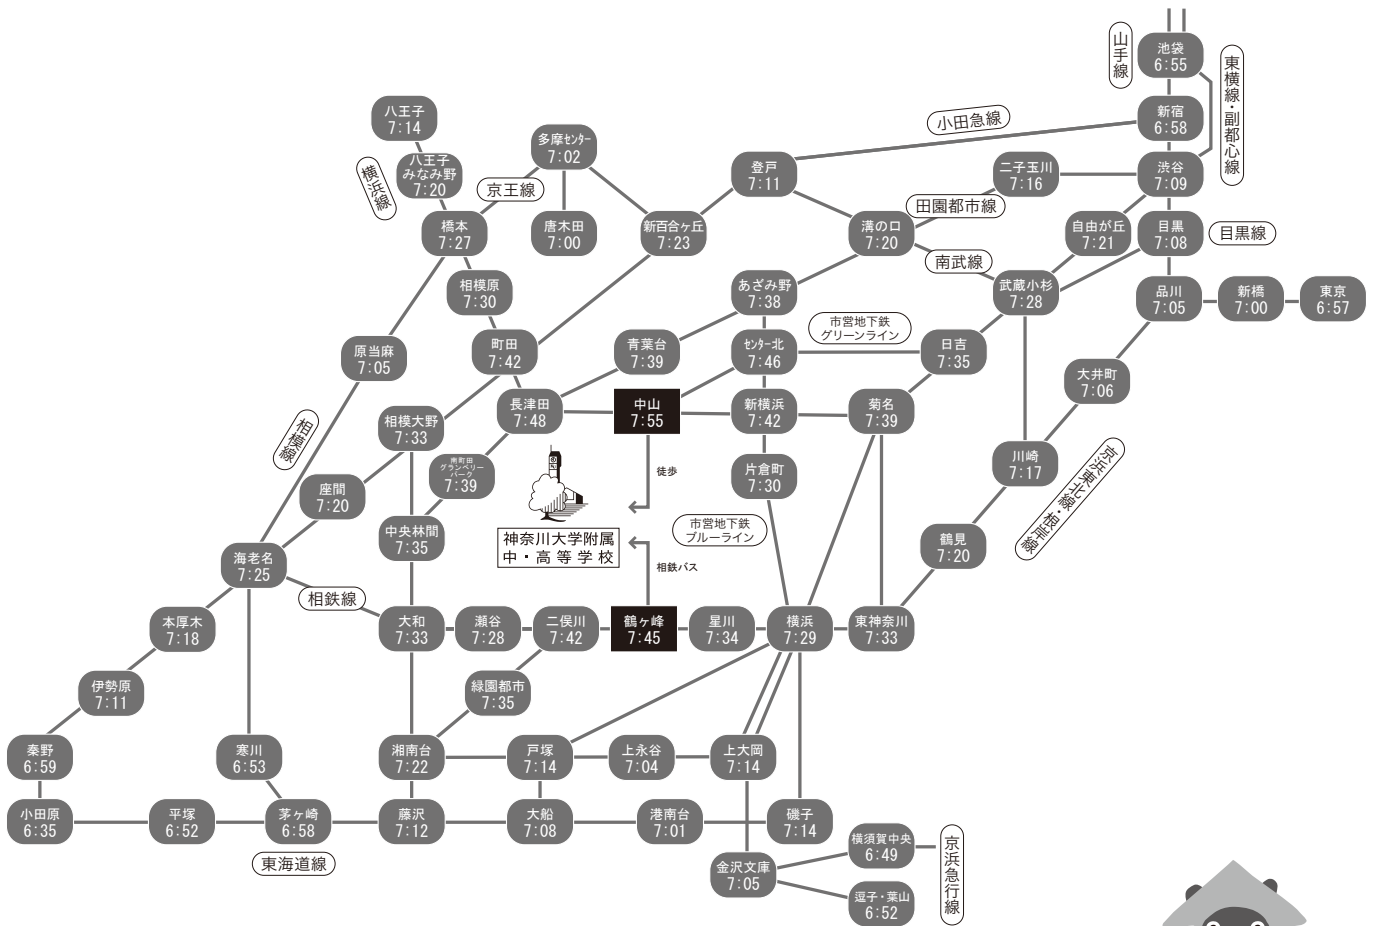 山手線
池袋
6:55
東横線・副都心線
八王子
7:14
新宿
6:58
小田急線
多摩ｾﾝﾀｰ
7:02
八王子
みなみ野
7:20
横浜線
京王線
登戸
7:11
二子玉川
7:16
渋谷
7:09
田園都市線
橋本
7:27
唐木田
7:00
新百合ヶ丘
7:23
溝の口
7:20
自由が丘
7:21
目黒
7:08
目黒線
南武線
相模原
7:30
あざみ野
7:38
武蔵小杉
7:28
品川
7:05
新橋
7:00
東京
6:57
市営地下鉄
グリーンライン
原当麻
7:05
町田
7:42
青葉台
7:39
ｾﾝﾀｰ北
7:46
日吉
7:35
大井町
7:06
長津田
7:48
中山
7:55
新横浜
7:42
菊名
7:39
相模大野
7:33
相模線
南町田
グランベリー
パーク
7:39
徒歩
片倉町
7:30
川崎
7:17
京浜東北線・根岸線
座間
7:20
中央林間
7:35
神奈川大学附属
中・高等学校
市営地下鉄
ブルーライン
鶴見
7:20
海老名
7:25
相鉄バス
相鉄線
本厚木
7:18
大和
7:33
瀬谷
7:28
二俣川
7:42
鶴ヶ峰
7:45
星川
7:34
横浜
7:29
東神奈川
7:33
伊勢原
7:11
緑園都市
7:35
秦野
6:59
寒川
6:53
湘南台
7:22
戸塚
7:14
上永谷
7:04
上大岡
7:14
小田原
6:35
平塚
6:52
茅ヶ崎
6:58
藤沢
7:12
大船
7:08
港南台
7:01
磯子
7:14
東海道線
横須賀中央
6:49
京浜急行線
金沢文庫
7:05
逗子・葉山
6:52